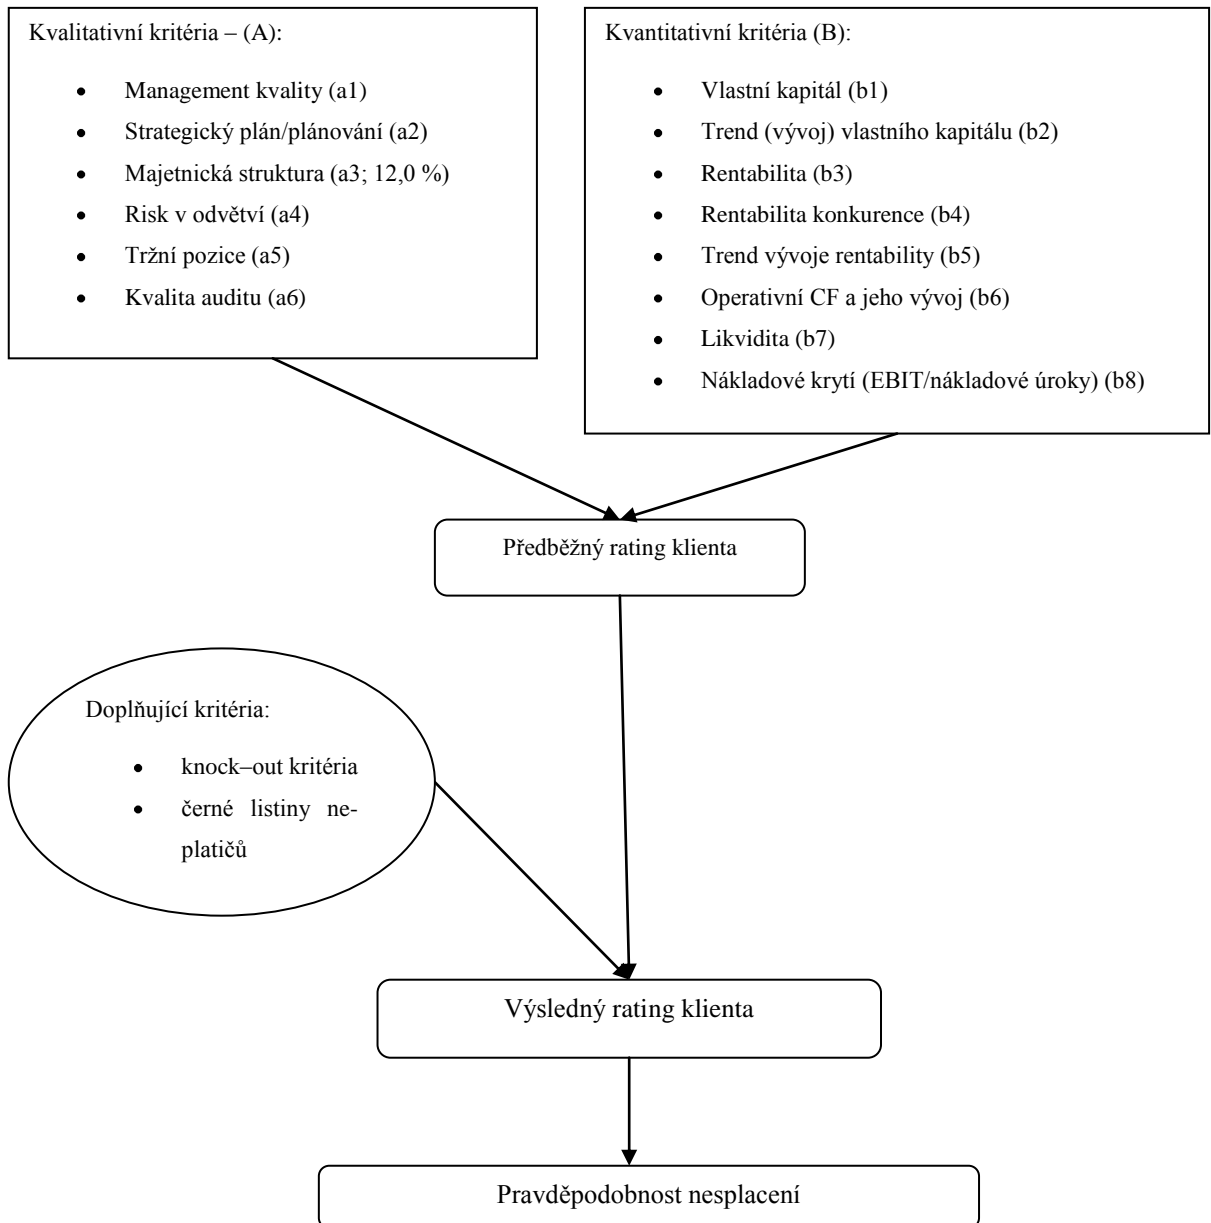 Kvalitativní kritéria – (A):
• Management kvality (a1)
• Strategický plán/plánování (a2)
• Majetnická struktura (a3; 12,0 %)
• Risk v odvětví (a4)
• Tržní pozice (a5)
• Kvalita auditu (a6)
Kvantitativní kritéria (B):
• Vlastní kapitál (b1)
• Trend (vývoj) vlastního kapitálu (b2)
• Rentabilita (b3)
• Rentabilita konkurence (b4)
• Trend vývoje rentability (b5)
• Operativní CF a jeho vývoj (b6)
• Likvidita (b7)
• Nákladové krytí (EBIT/nákladové úroky) (b8)
Předběžný rating klienta
Doplňující kritéria:
• knock–out kritéria
• černé listiny ne-
platičů
Výsledný rating klienta
Pravděpodobnost nesplacení